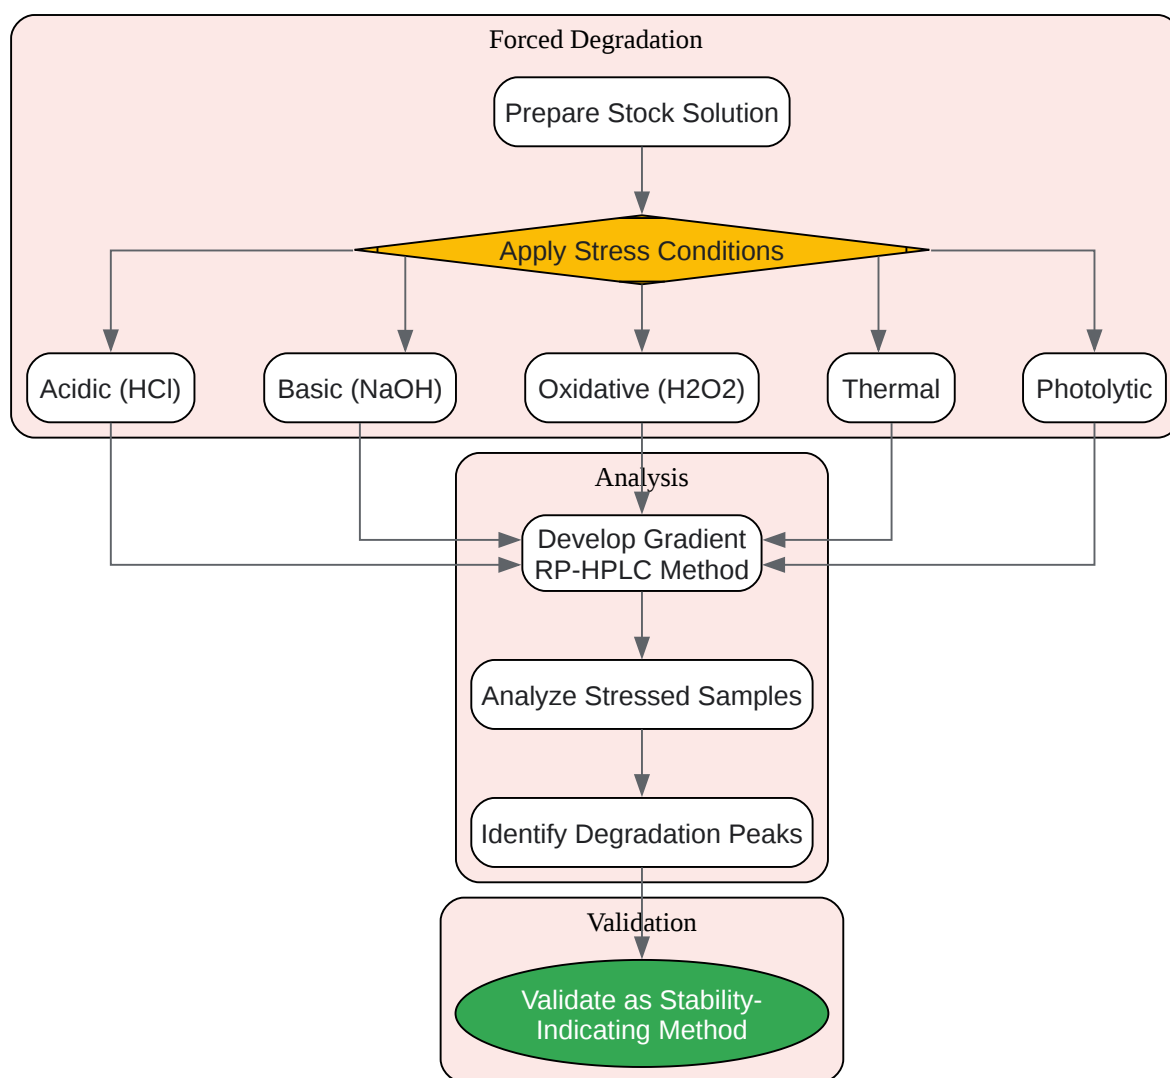 Forced Degradation
Prepare Stock Solution
Apply Stress Conditions
Acidic (HCl)
Basic (NaOH)
Oxidative (H2O2)
Thermal
Photolytic
Analysis
Develop Gradient
RP-HPLC Method
Analyze Stressed Samples
Identify Degradation Peaks
Validation
Validate as Stability-
Indicating Method